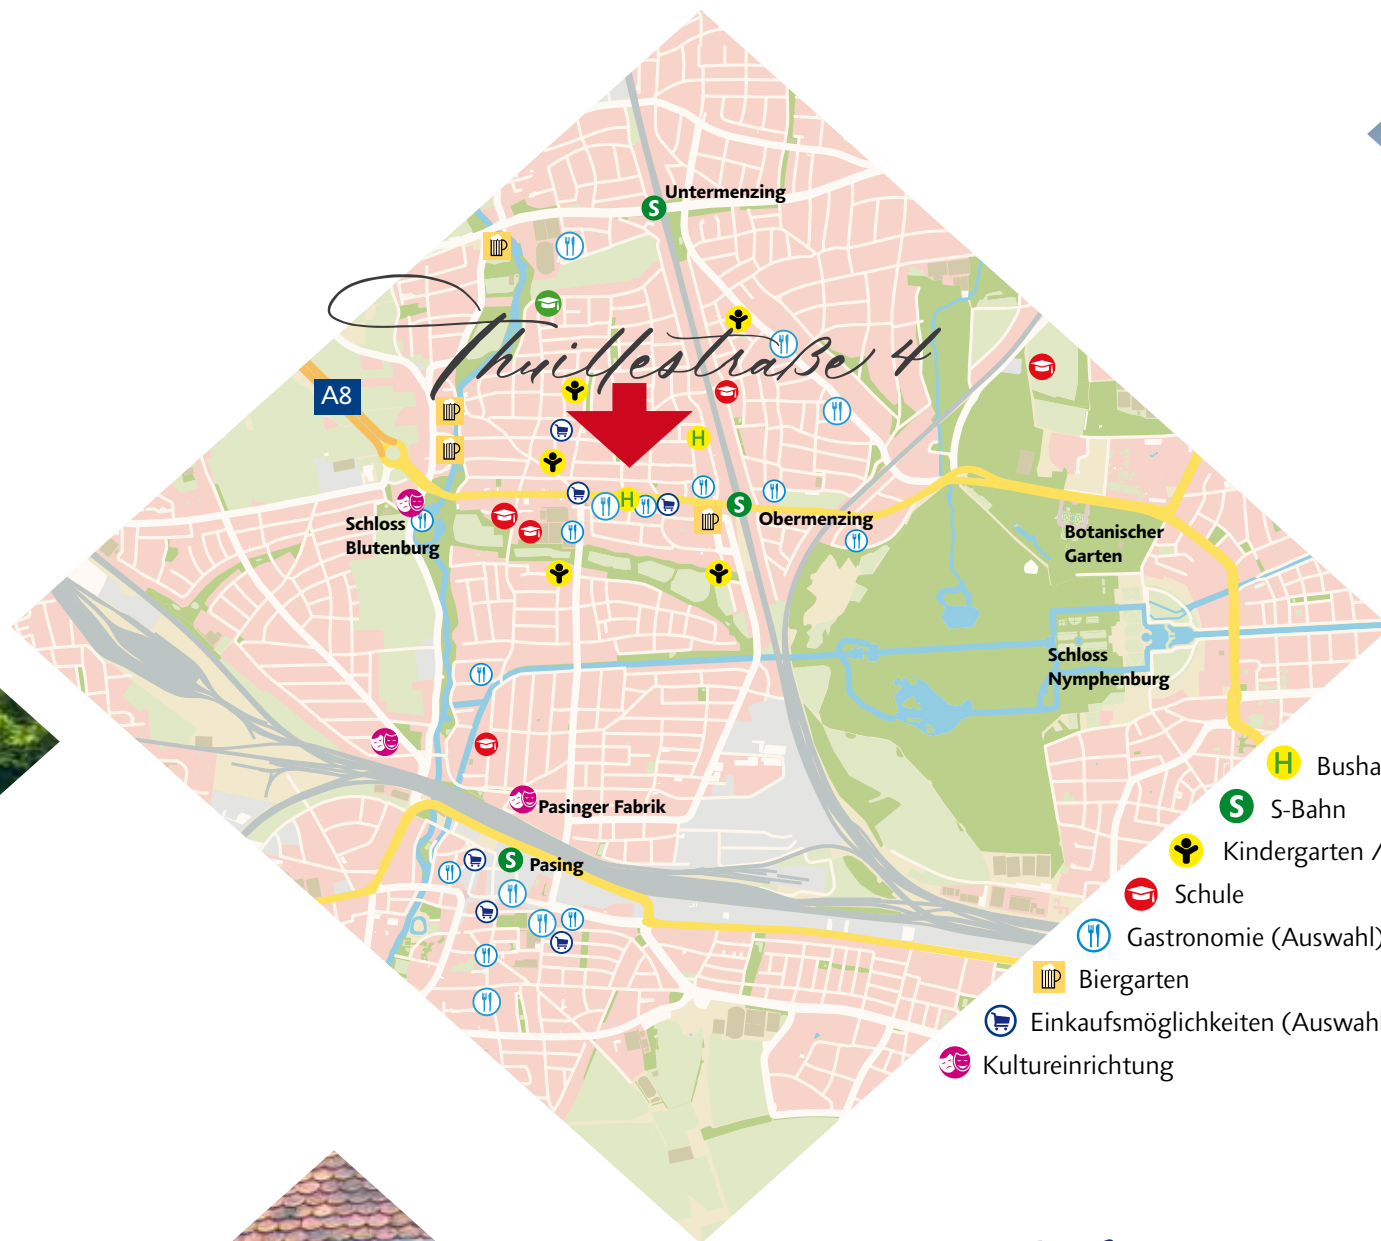 Untermenzing
Thuillestraße 4
A8
Schloss
Blutenburg
Obermenzing
Botanischer
Garten
Schloss
Nymphenburg
Pasinger Fabrik
Pasing
H
S
S-Bahn
Kindergarten /
Schule
Gastronomie (Auswahl)
Biergarten
Einkaufsmöglichkeiten (Auswahl
Kultureinrichtung